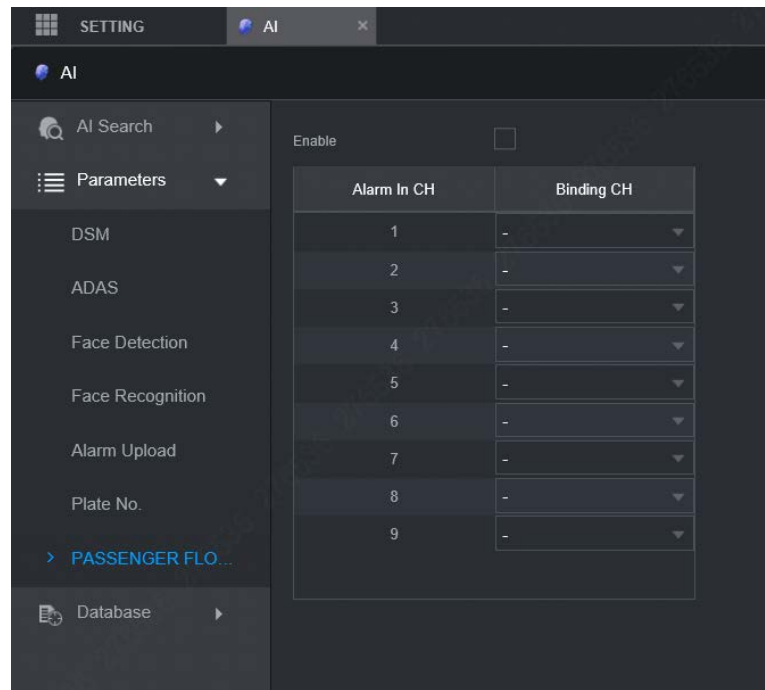 SETTING
AI
×
AI
AI Search
Parameters
DSM
ADAS
Face Detection
Face Recognition
Alarm Upload
Plate No.
> PASSENGER FLO...
Database
Enable
Alarm In CH Binding CH
1 -
2 -
3 -
4 -
5 -
6 -
7 -
8 -
9 -